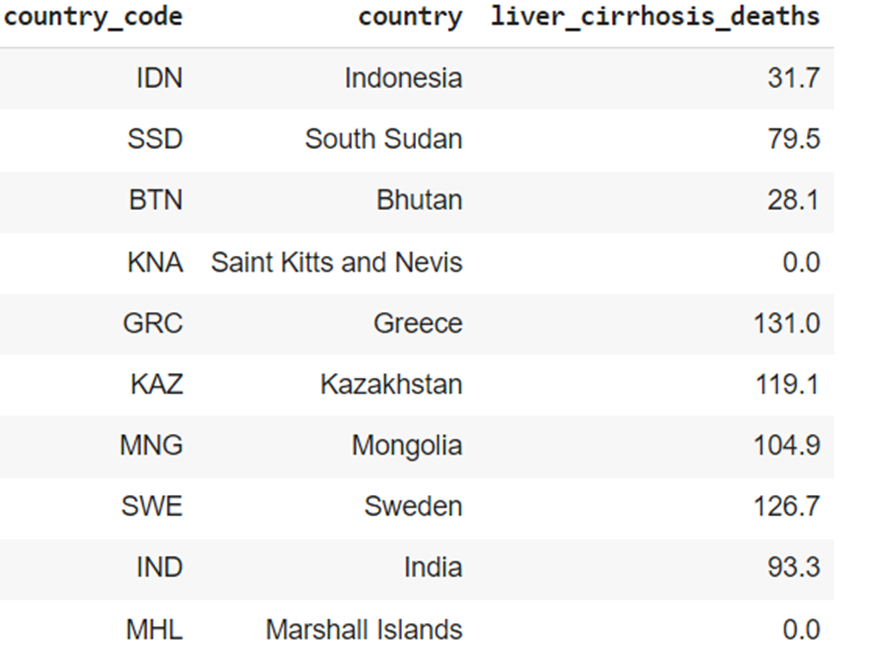 country_code country liver_cirrhosis_deaths
IDN Indonesia 31.7
SSD South Sudan 79.5
BTN Bhutan 28.1
KNA Saint Kitts and Nevis 0.0
GRC Greece 131.0
KAZ Kazakhstan 119.1
MNG Mongolia 104.9
SWE Sweden 126.7
IND India 93.3
MHL Marshall Islands 0.0